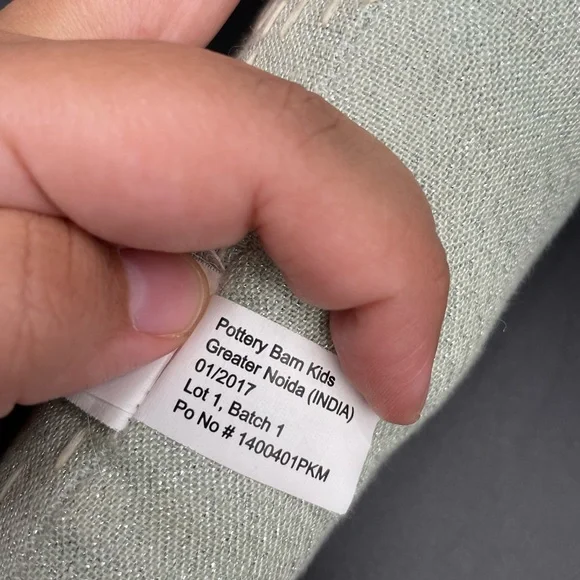 Pottery Barn Kids
Greater Noida (INDIA)
01/2017
Lot 1, Batch 1
Po No # 1400401PKM